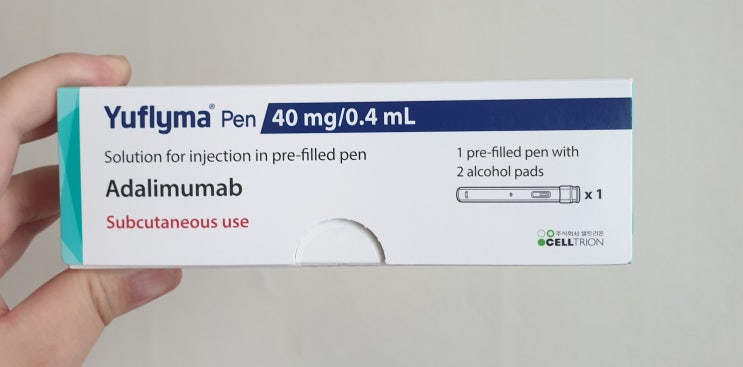 Yuflyma® Pen 40 mg/0.4 mL
Solution for injection in pre-filled pen
Adalimumab
Subcutaneous use
1 pre-filled pen with
2 alcohol pads
x 1
주식회사 셀트리온
CELLTRION